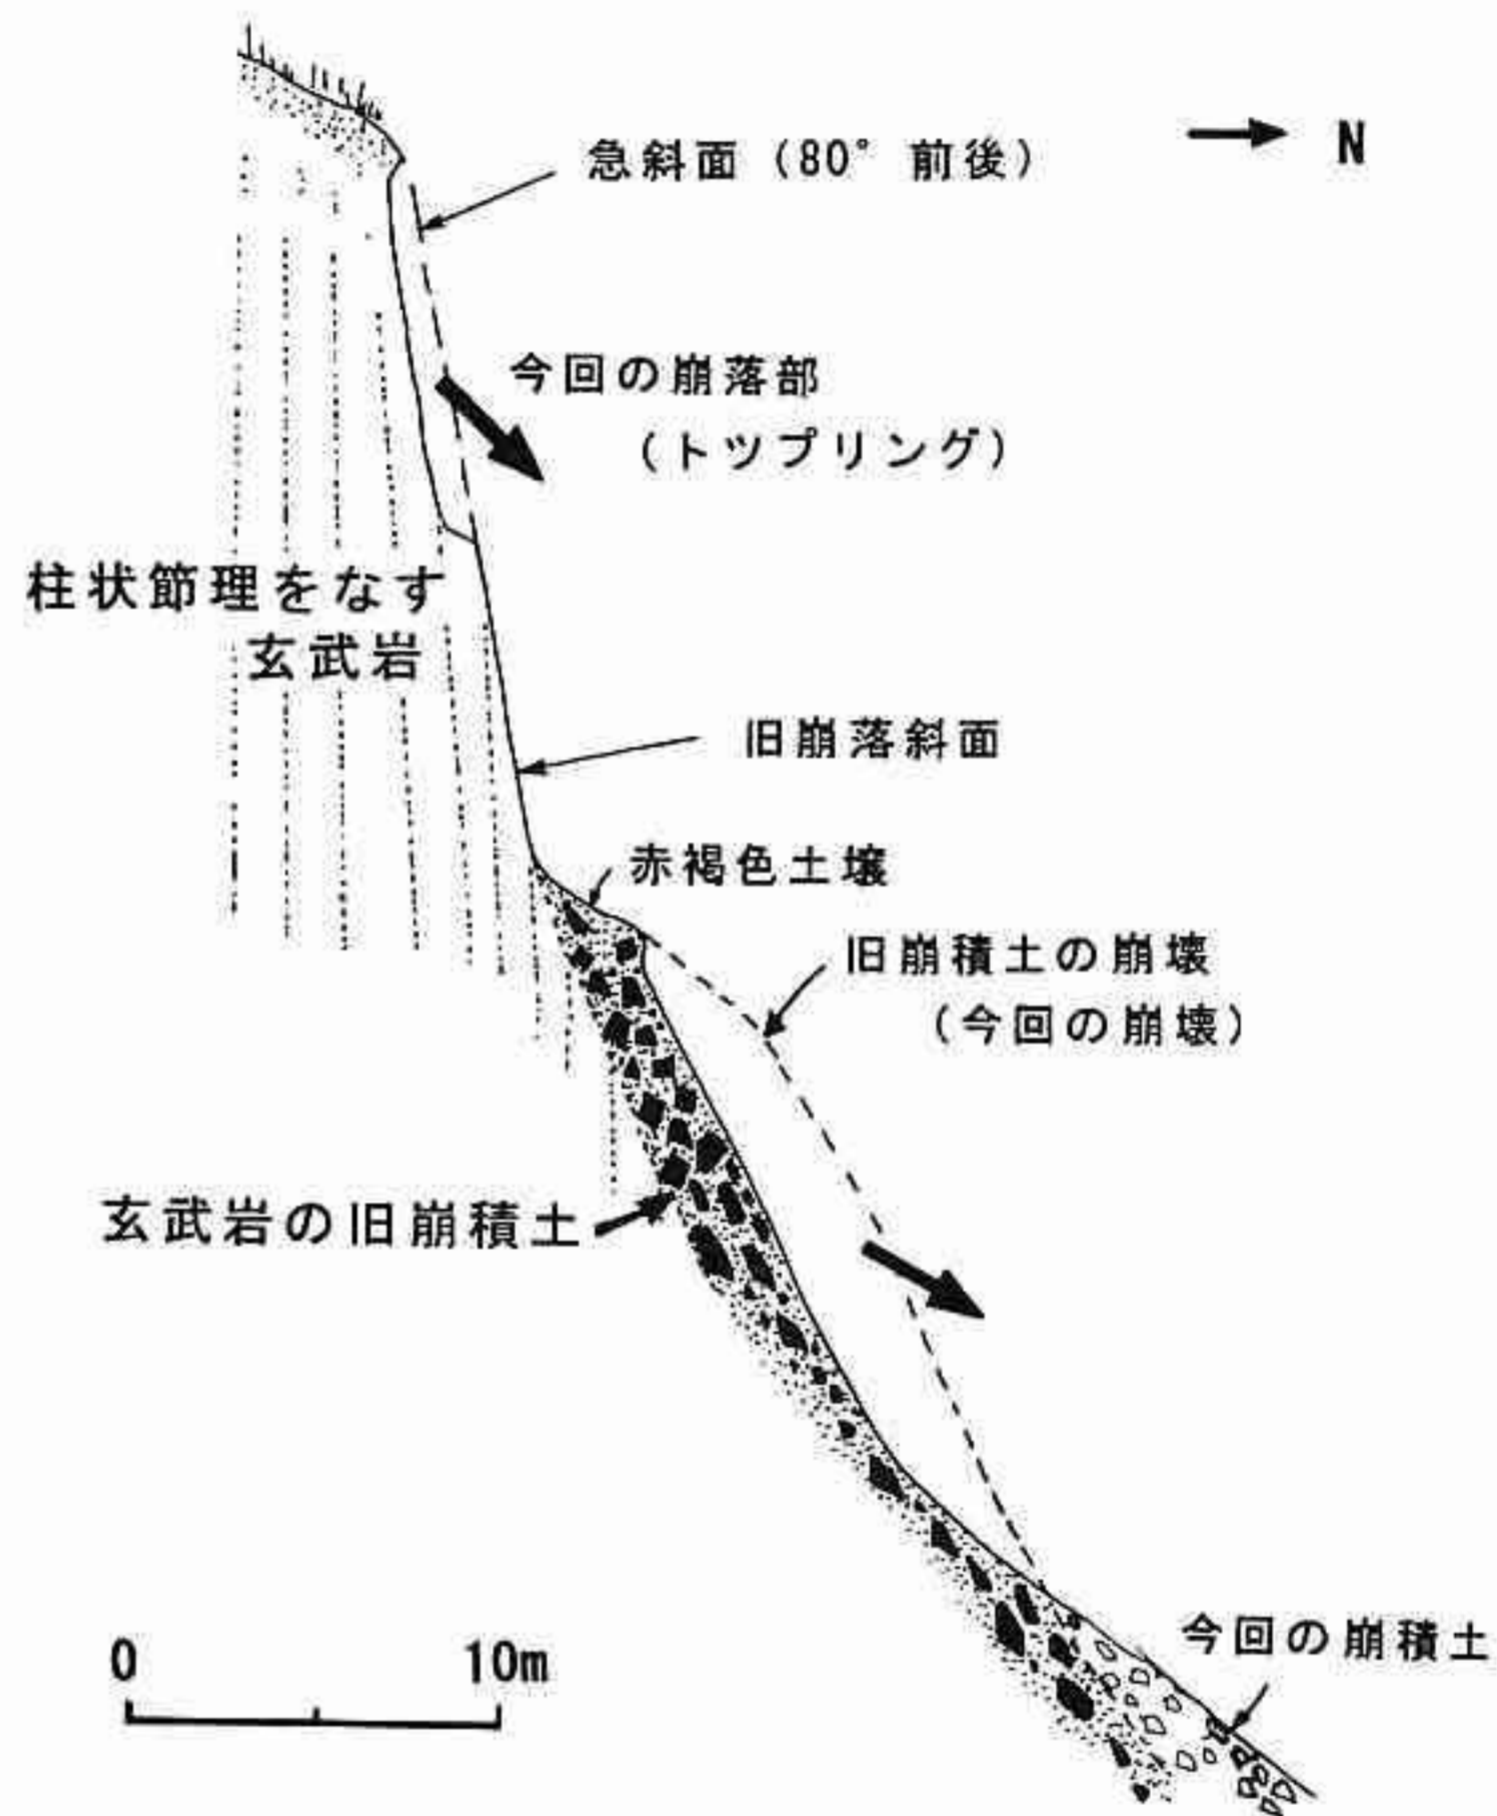 急斜面（80°前後）
N
今回の崩落部
（トツプリング）
柱状節理をなす
玄武岩
旧崩落斜面
赤褐色土壌
旧崩積土の崩壊
（今回の崩壊）
玄武岩の旧崩積土
今回の崩積土
0 10m